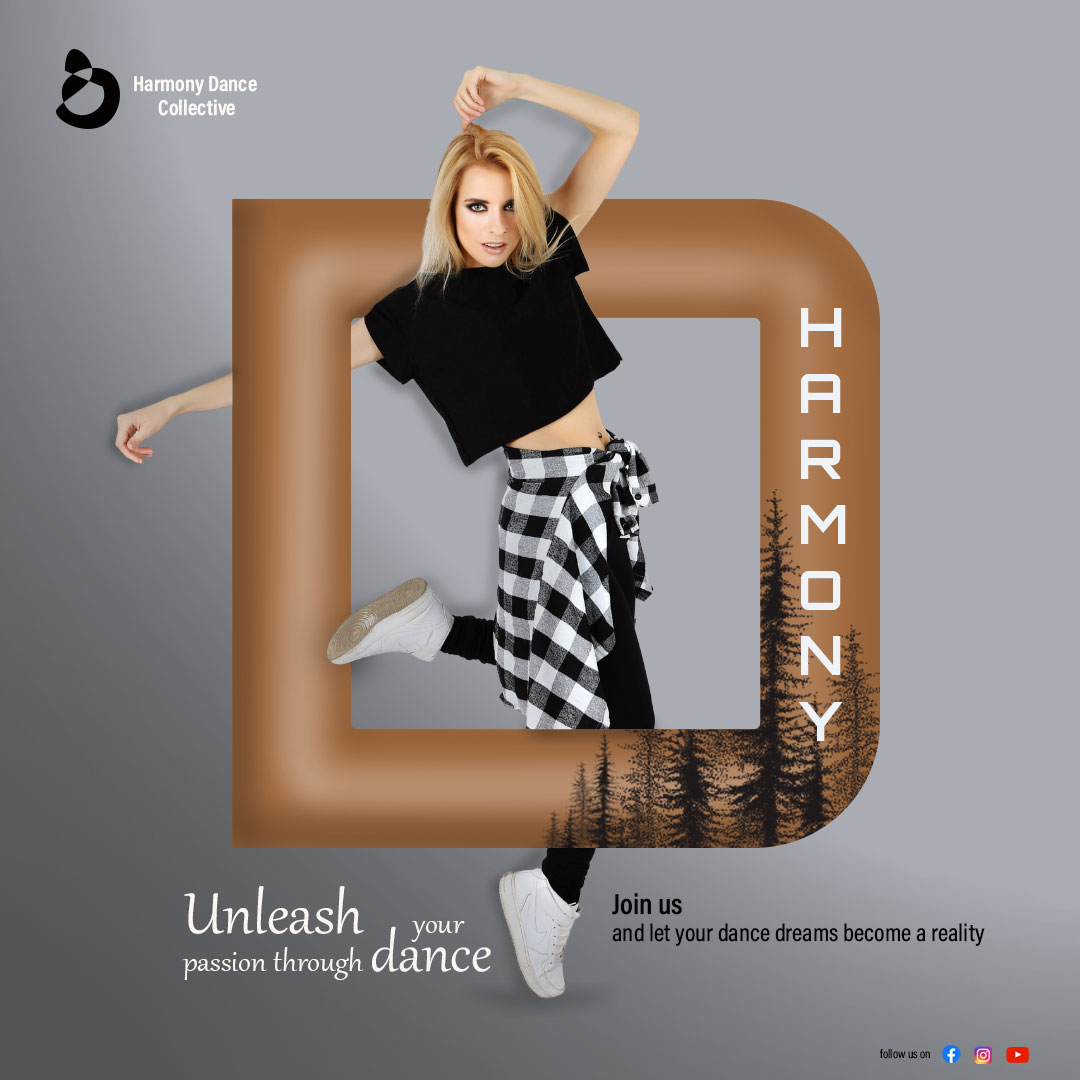 Harmony Dance
Collective
HARMONY
Unleash your
passion through dance
Join us
and let your dance dreams become a reality
follow us on